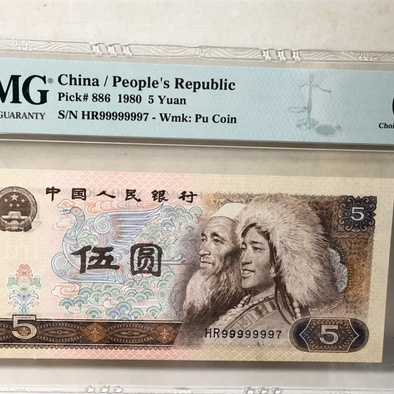 MG® China / People's Republic
GUARANTY Pick# 886 1980 5 Yuan
S/N HR99999997 - Wmk: Pu Coin
Choi
中国人民银行
5
伍圆
5
HR99999997
5